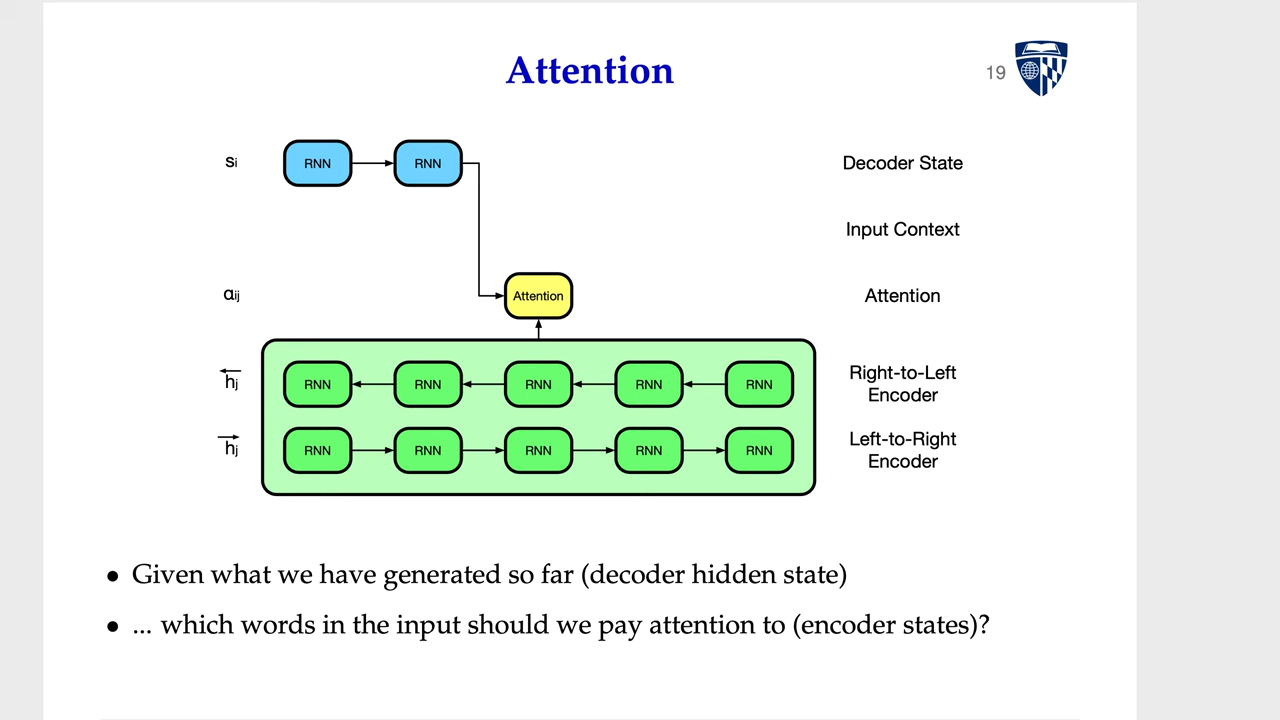 Attention
19
si RNN RNN Decoder State
Input Context
αij Attention Attention
hj RNN RNN RNN RNN RNN Right-to-Left
Encoder
hj RNN RNN RNN RNN RNN Left-to-Right
Encoder
• Given what we have generated so far (decoder hidden state)
• ... which words in the input should we pay attention to (encoder states)?